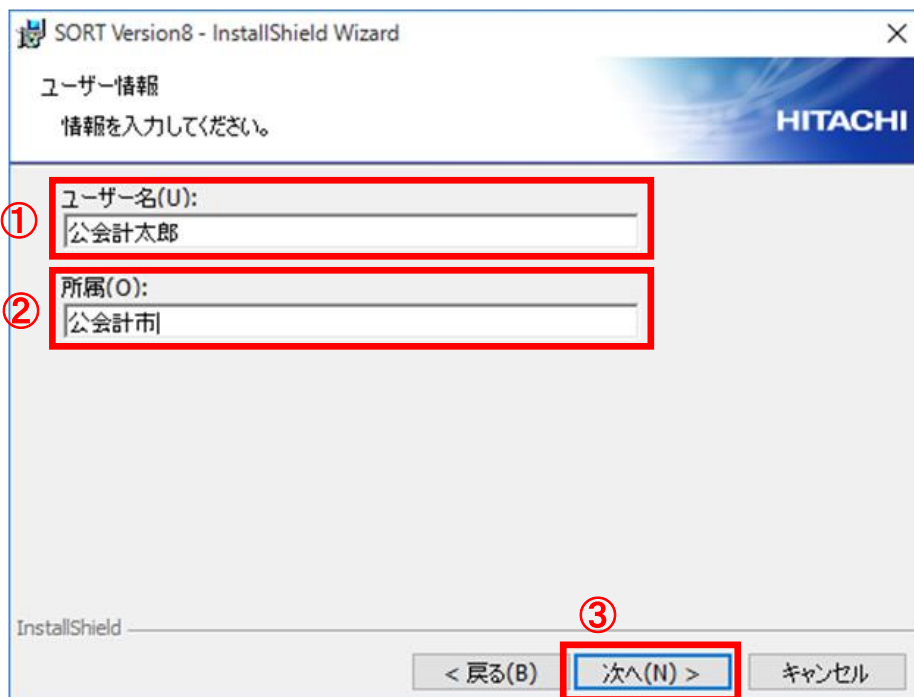 SORT Version8 - InstallShield Wizard
ユーザー情報
情報を入力してください。
HITACHI
ユーザー名(U):
①
公会計太郎
所属(O):
②
公会計市
③
InstallShield
< 戻る(B)
次へ(N) >
キャンセル